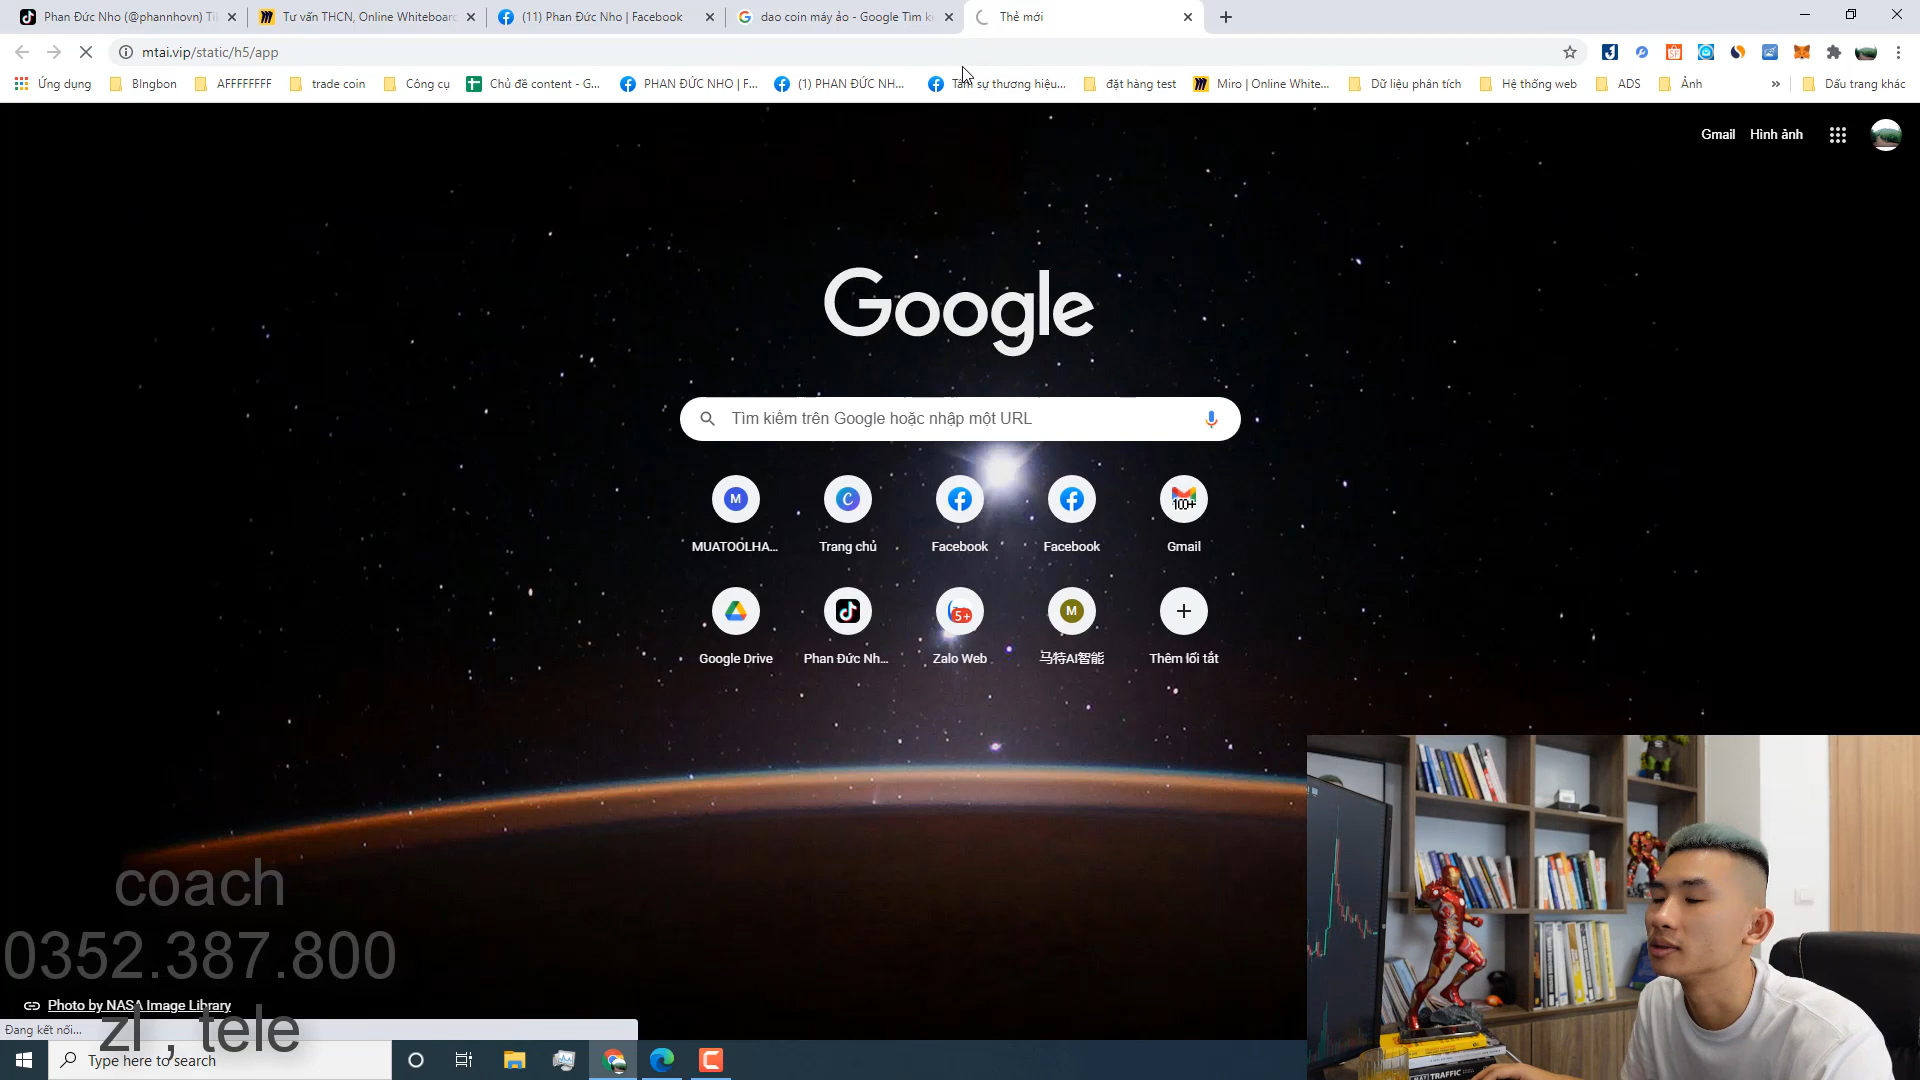 Phan Đức Nho (@phannhovn) Ti
Tư vấn THCN, Online Whiteboard
(11) Phan Đức Nho | Facebook
dao coin máy ảo - Google Tìm ki
Thẻ mới
mtai.vip/static/h5/app
Ứng dụng
BIngbon
AFFFFFFFF
trade coin
Công cụ
Chủ đề content - G...
PHAN ĐỨC NHO | F...
(1) PHAN ĐỨC NH...
Tâm sự thương hiệu...
đặt hàng test
Miro | Online White...
Dữ liệu phân tích
Hệ thống web
ADS
Ảnh
»
Dấu trang khác
Gmail
Hình ảnh
Google
Tìm kiếm trên Google hoặc nhập một URL
M
MUATOOLHA...
Trang chủ
Facebook
Facebook
100+
Gmail
Google Drive
Phan Đức Nh...
5+
Zalo Web
M
马特AI智能
Thêm lối tắt
coach
0352.387.800
zl , tele
Photo by NASA Image Library
Đang kết nối...
Type here to search
TRAFFIC